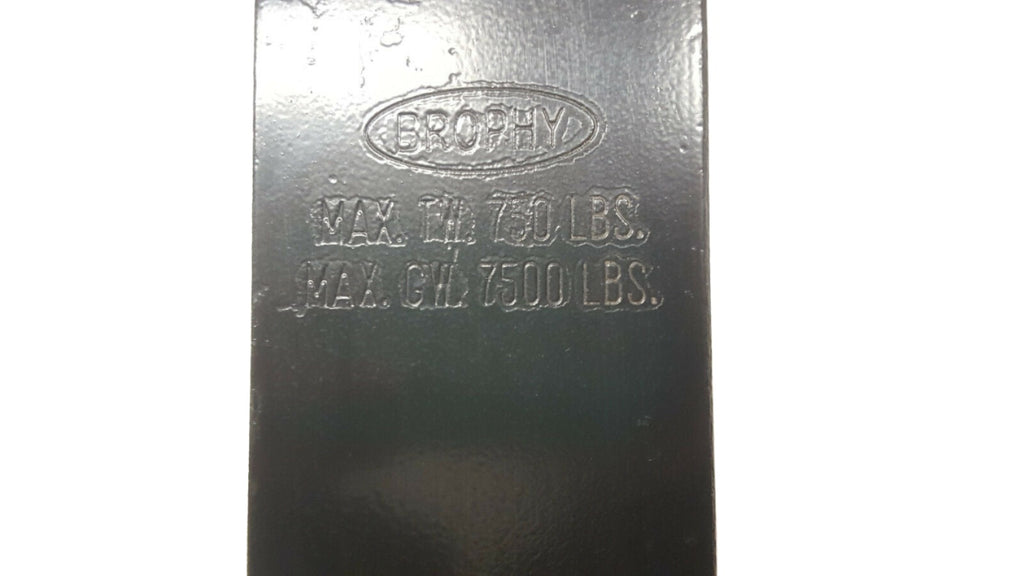 BROPHY
MAX. TW. 750 LBS.
MAX. GW. 7500 LBS.